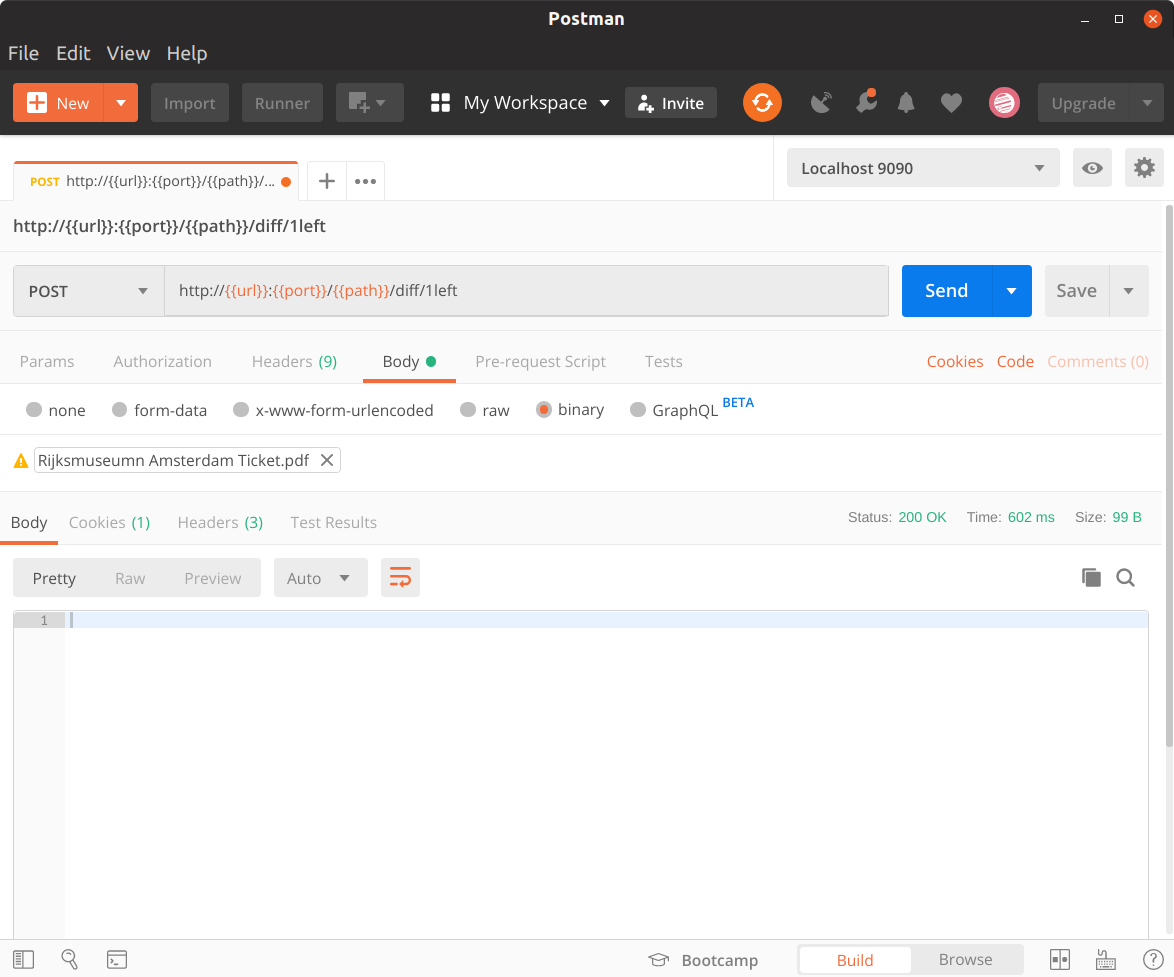 Postman
File Edit View Help
New Import Runner My Workspace Invite Upgrade
POST http://{{url}}:{{port}}/{{path}}/... Localhost 9090
http://{{url}}:{{port}}/{{path}}/diff/1left
POST http://{{url}}:{{port}}/{{path}}/diff/1left Send Save
Params Authorization Headers (9) Body Pre-request Script Tests Cookies Code Comments (0)
none form-data x-www-form-urlencoded raw binary GraphQL BETA
Rijksmuseumn Amsterdam Ticket.pdf
Body Cookies (1) Headers (3) Test Results Status: 200 OK Time: 602 ms Size: 99 B
Pretty Raw Preview Auto
1
Bootcamp Build Browse